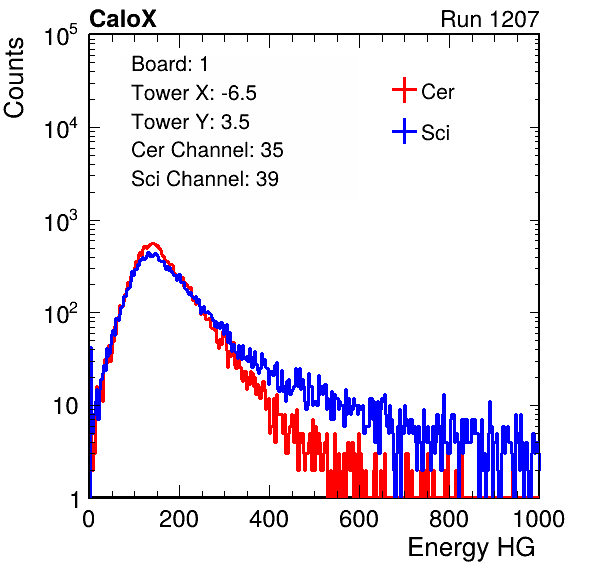 CaloX Run 1207
Counts
Board: 1
Tower X: -6.5
Tower Y: 3.5
Cer Channel: 35
Sci Channel: 39
Cer
Sci
10^5
10^4
10^3
10^2
10
1
0 200 400 600 800 1000
Energy HG